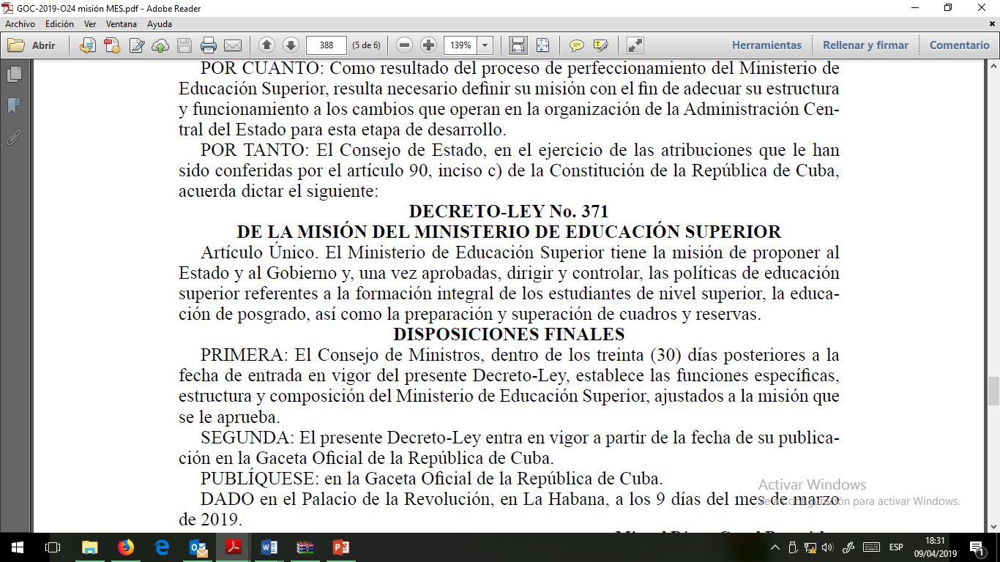 GOC-2019-O24 misión MES.pdf - Adobe Reader
Archivo Edición Ver Ventana Ayuda
Abrir 388 (5 de 6) 139% Herramientas Rellenar y firmar Comentario
POR CUANTO: Como resultado del proceso de perfeccionamiento del Ministerio de
Educación Superior, resulta necesario definir su misión con el fin de adecuar su estructura
y funcionamiento a los cambios que operan en la organización de la Administración Cen-
tral del Estado para esta etapa de desarrollo.
POR TANTO: El Consejo de Estado, en el ejercicio de las atribuciones que le han
sido conferidas por el artículo 90, inciso c) de la Constitución de la República de Cuba,
acuerda dictar el siguiente:
DECRETO-LEY No. 371
DE LA MISIÓN DEL MINISTERIO DE EDUCACIÓN SUPERIOR
Artículo Único. El Ministerio de Educación Superior tiene la misión de proponer al
Estado y al Gobierno y, una vez aprobadas, dirigir y controlar, las políticas de educación
superior referentes a la formación integral de los estudiantes de nivel superior, la educa-
ción de posgrado, así como la preparación y superación de cuadros y reservas.
DISPOSICIONES FINALES
PRIMERA: El Consejo de Ministros, dentro de los treinta (30) días posteriores a la
fecha de entrada en vigor del presente Decreto-Ley, establece las funciones específicas,
estructura y composición del Ministerio de Educación Superior, ajustados a la misión que
se le aprueba.
SEGUNDA: El presente Decreto-Ley entra en vigor a partir de la fecha de su publica-
ción en la Gaceta Oficial de la República de Cuba.
PUBLÍQUESE: en la Gaceta Oficial de la República de Cuba.
Activar Windows
DADO en el Palacio de la Revolución, en La Habana, a los 9 días del mes de marzo
para activar Windows.
de 2019.
18:31
ESP
09/04/2019
1